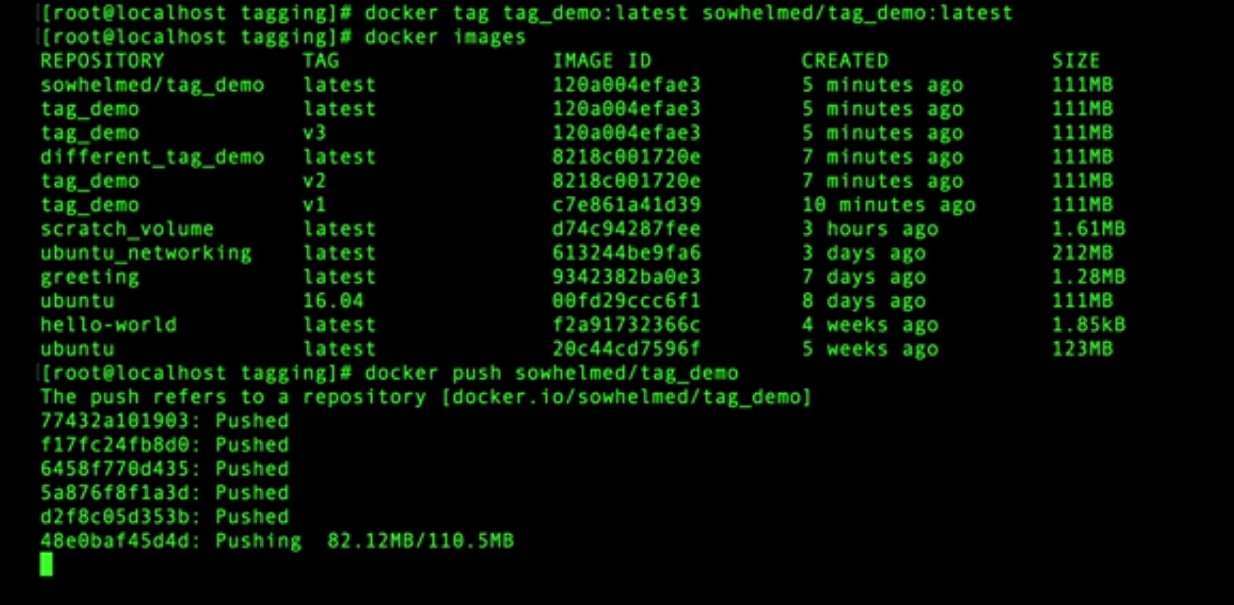 [root@localhost tagging]# docker tag tag_demo:latest sowhelmed/tag_demo:latest
[root@localhost tagging]# docker images
REPOSITORY TAG IMAGE ID CREATED SIZE
sowhelmed/tag_demo latest 120a004efae3 5 minutes ago 111MB
tag_demo latest 120a004efae3 5 minutes ago 111MB
tag_demo v3 120a004efae3 5 minutes ago 111MB
different_tag_demo latest 8218c001720e 7 minutes ago 111MB
tag_demo v2 8218c001720e 7 minutes ago 111MB
tag_demo v1 c7e861a41d39 10 minutes ago 111MB
scratch_volume latest d74c94287fee 3 hours ago 1.61MB
ubuntu_networking latest 613244be9fa6 3 days ago 212MB
greeting latest 9342382ba0e3 7 days ago 1.28MB
ubuntu 16.04 00fd29ccc6f1 8 days ago 111MB
hello-world latest f2a91732366c 4 weeks ago 1.85kB
ubuntu latest 20c44cd7596f 5 weeks ago 123MB
[root@localhost tagging]# docker push sowhelmed/tag_demo
The push refers to a repository [docker.io/sowhelmed/tag_demo]
77432a101903: Pushed
f17fc24fb8d0: Pushed
6458f770d435: Pushed
5a876f8f1a3d: Pushed
d2f8c05d353b: Pushed
48e0baf45d4d: Pushing 82.12MB/110.5MB